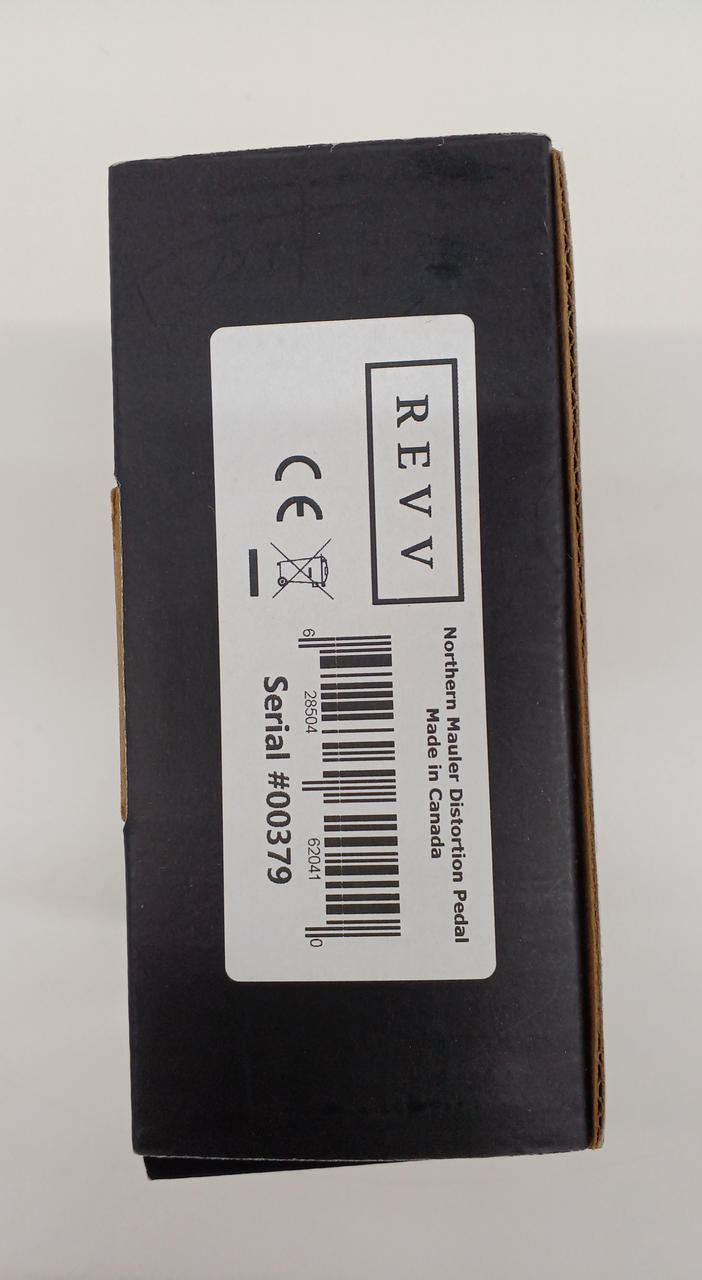 REVV
CE
Northern Mauler Distortion Pedal
Made in Canada
6 28504 62041 0
Serial #00379